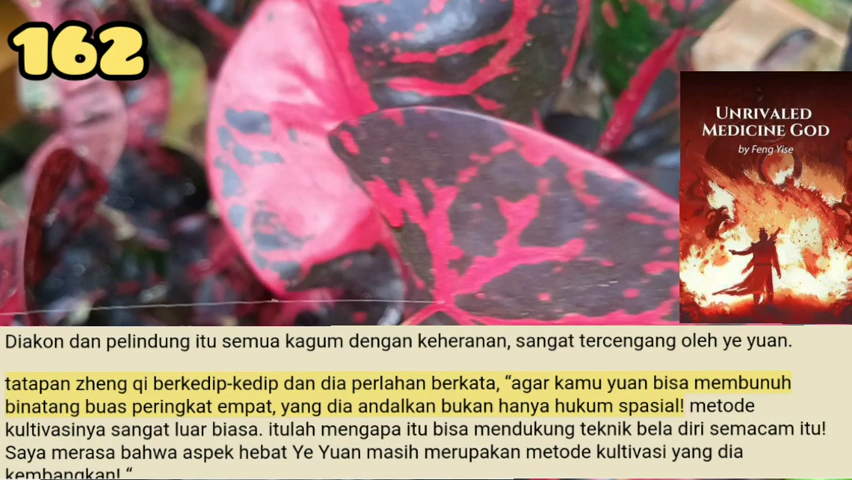 162
UNRIVALED
MEDICINE GOD
by Feng Yise
Diakon dan pelindung itu semua kagum dengan keheranan, sangat tercengang oleh ye yuan.
tatapan zheng qi berkedip-kedip dan dia perlahan berkata, “agar kamu yuan bisa membunuh
binatang buas peringkat empat, yang dia andalkan bukan hanya hukum spasial! metode
kultivasinya sangat luar biasa. itulah mengapa itu bisa mendukung teknik bela diri semacam itu!
Saya merasa bahwa aspek hebat Ye Yuan masih merupakan metode kultivasi yang dia
kembangkan! “